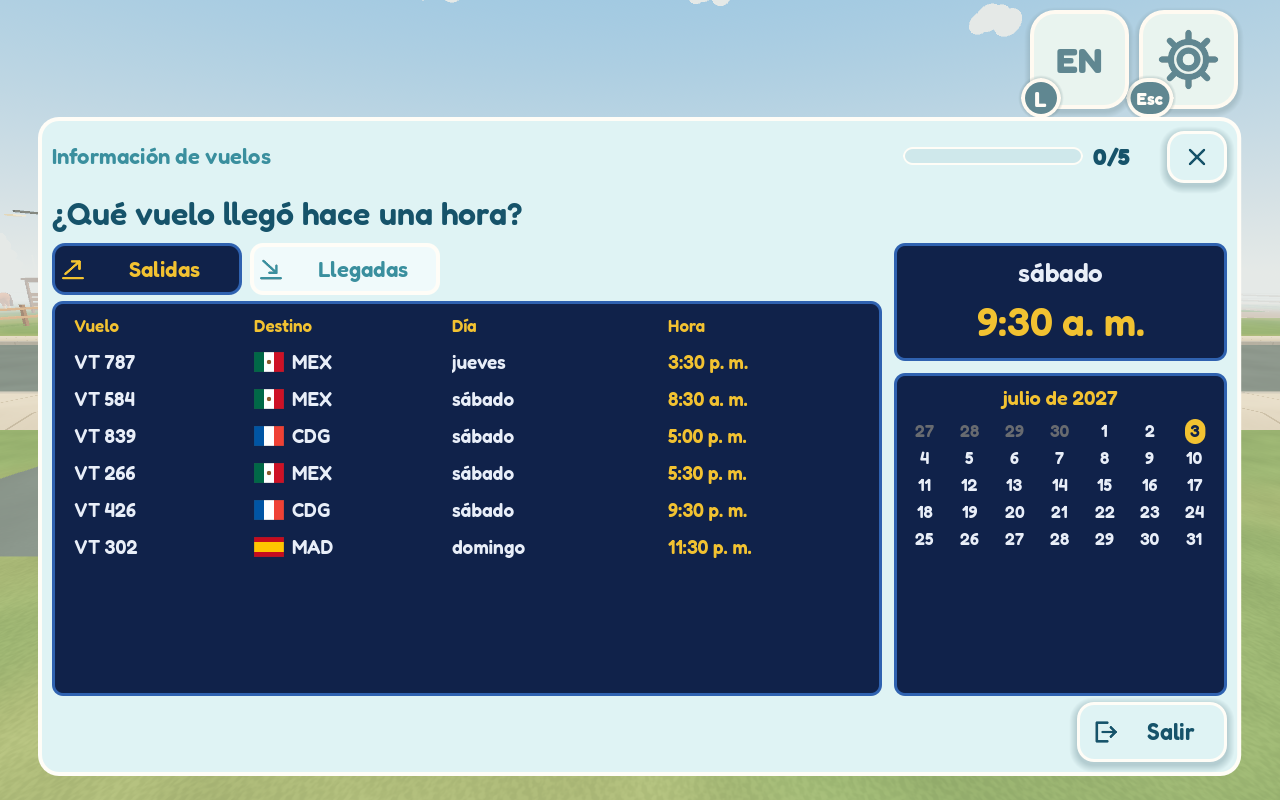 EN
L
Esc
Información de vuelos
0/5
¿Qué vuelo llegó hace una hora?
Salidas
Llegadas
Vuelo Destino Día Hora
VT 787 MEX jueves 3:30 p. m.
VT 584 MEX sábado 8:30 a. m.
VT 839 CDG sábado 5:00 p. m.
VT 266 MEX sábado 5:30 p. m.
VT 426 CDG sábado 9:30 p. m.
VT 302 MAD domingo 11:30 p. m.
sábado
9:30 a. m.
julio de 2027
27 28 29 30 1 2 3
4 5 6 7 8 9 10
11 12 13 14 15 16 17
18 19 20 21 22 23 24
25 26 27 28 29 30 31
Salir